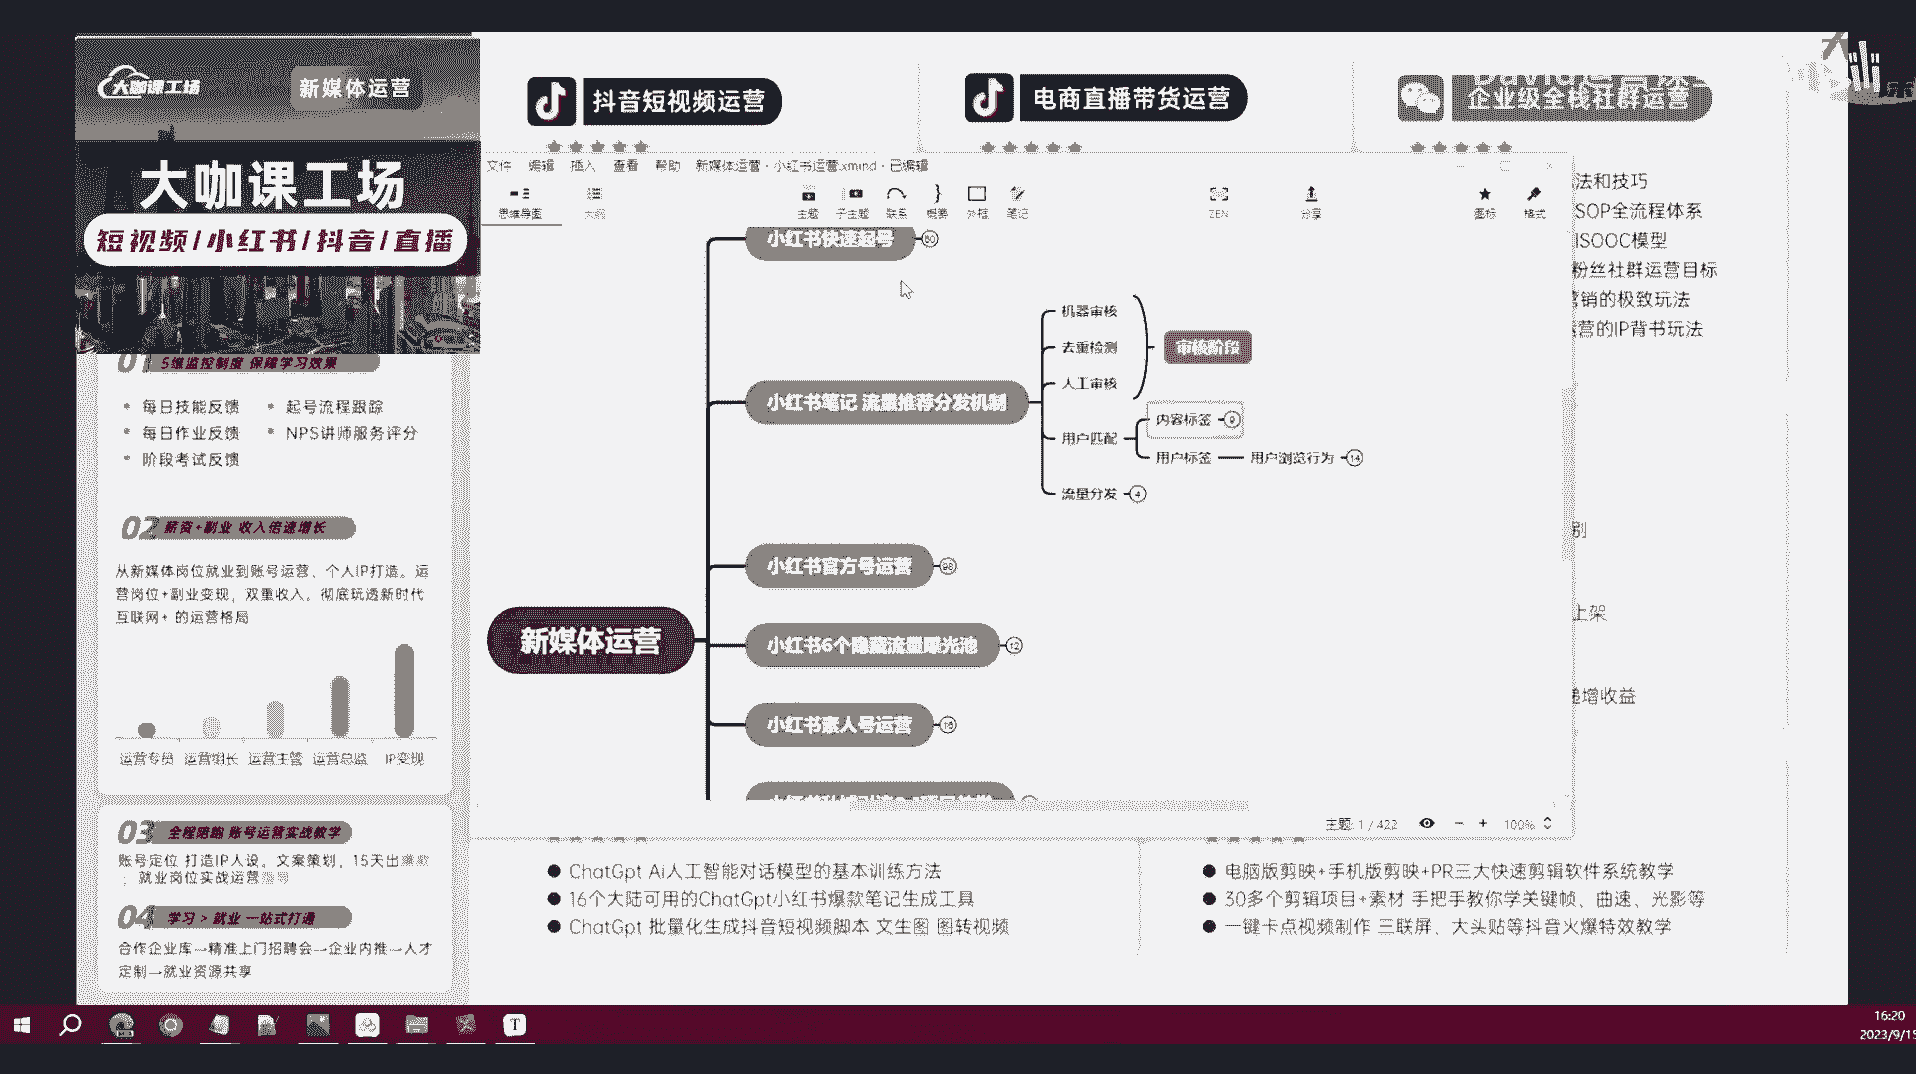 大咖课工场
新媒体运营
大咖课工场
短视频/小红书/抖音/直播
01 5维监控制度 保障学习效果
每日技能反馈
起号流程跟踪
每日作业反馈
NPS讲师服务评分
阶段考试反馈
02 薪资+副业 收入倍速增长
从新媒体岗位就业到账号运营、个人IP打造。运
营岗位+副业变现，双重收入。彻底玩透新时代
互联网+ 的运营格局
运营专员 运营组长 运营主管 运营总监 IP变现
03 全程陪跑 账号运营实战教学
账号定位 打造IP人设。文案策划，15天出
；就业岗位实战运营
04 学习 > 就业 一站式打通
合作企业库—精准上门招聘会—企业内推—人才
定制—就业资源共享
抖音短视频运营
电商直播带货运营
企业级全栈社群运营
文件 编辑 插入 查看 帮助 新媒体运营 · 小红书运营.xmind · 已编辑
思维导图 大纲 主题 子主题 联系 概要 外框 笔记 ZEN 分享 图标 格式
小红书快速起号 80
机器审核
去重检测
人工审核
审核阶段
小红书笔记 流量推荐分发机制
用户匹配
内容标签 9
用户标签 用户浏览行为 14
流量分发 4
小红书官方号运营 98
新媒体运营
小红书6个隐藏流量曝光池 12
小红书素人号运营 16
主题: 1 / 422 100%
法和技巧
SOP全流程体系
ISOOC模型
粉丝社群运营目标
营销的极致玩法
运营的IP背书玩法
别
上架
递增收益
ChatGpt Ai人工智能对话模型的基本训练方法
16个大陆可用的ChatGpt小红书爆款笔记生成工具
ChatGpt 批量化生成抖音短视频脚本 文生图 图转视频
电脑版剪映+手机版剪映+PR三大快速剪辑软件系统教学
30多个剪辑项目+素材 手把手教你学关键帧、曲速、光影等
一键卡点视频制作 三联屏、大头贴等抖音火爆特效教学
16:20
2023/9/15